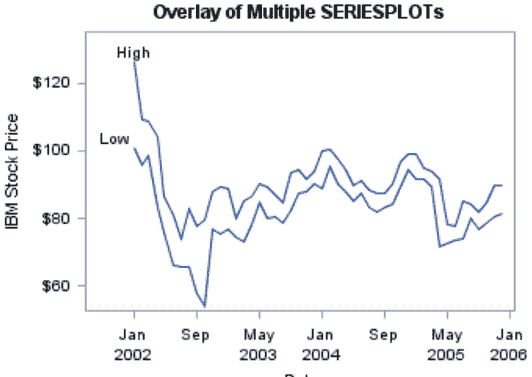 Overlay of Multiple SERIESPLOTs
IBM Stock Price
High
Low
$120
$100
$80
$60
Jan Sep May Jan Sep May Jan
2002 2003 2004 2005 2006